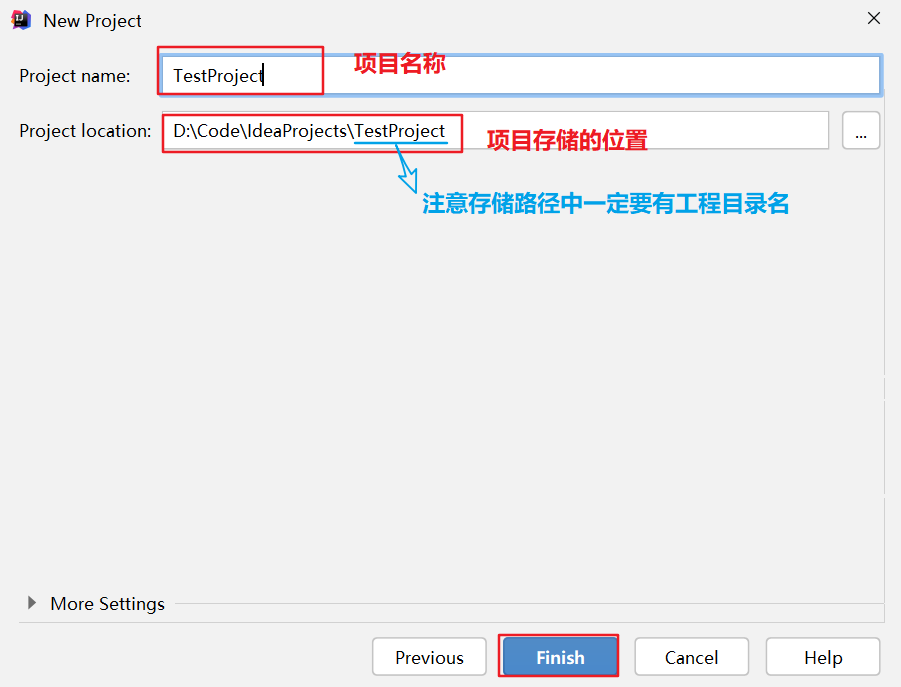 New Project
Project name: TestProject 项目名称
Project location: D:\Code\IdeaProjects\TestProject ... 项目存储的位置
注意存储路径中一定要有工程目录名
More Settings
Previous Finish Cancel Help